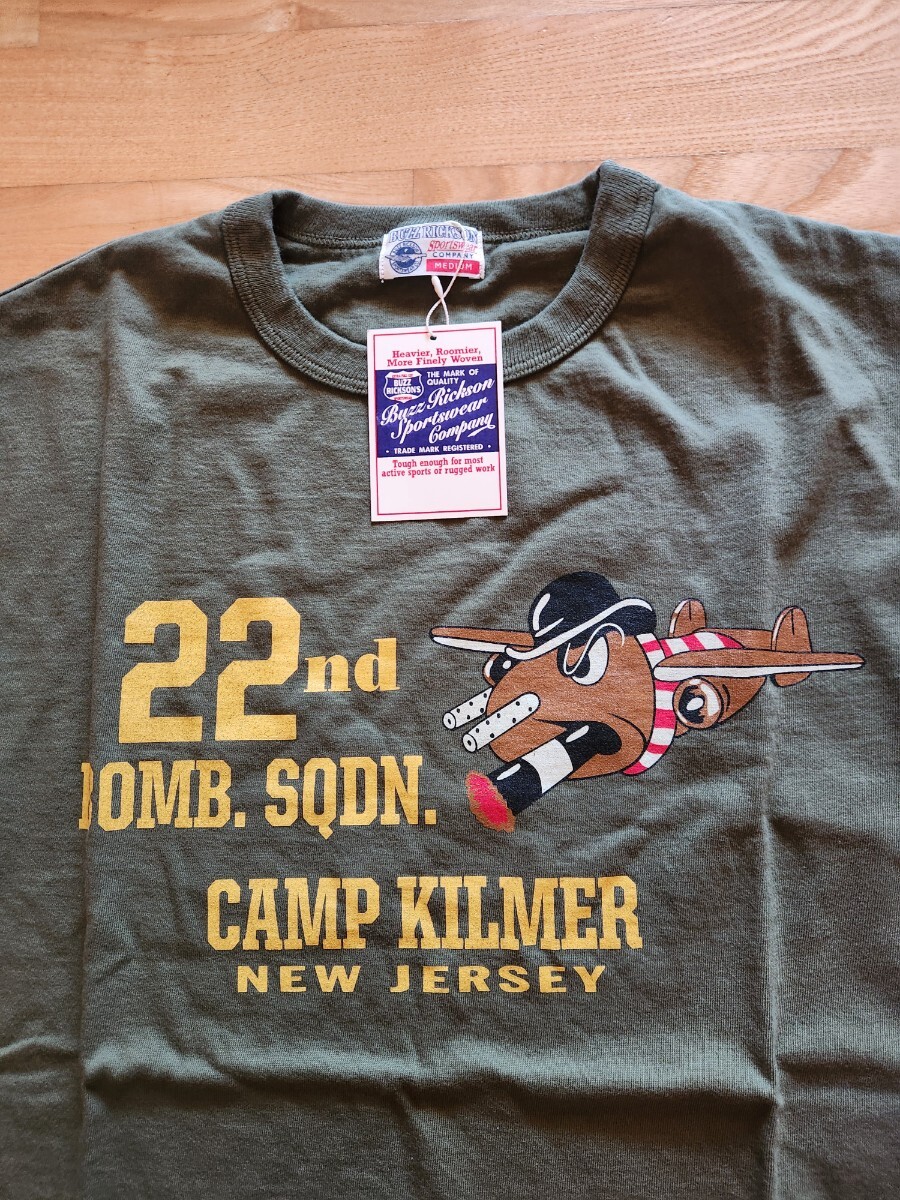 BUZZ RICKSON
Sportswear
COMPANY
MEDIUM
Heavier, Roomier,
More Finely Woven
BUZZ
RICKSON'S
THE MARK OF
QUALITY
Buzz Rickson
Sportswear
Company
· TRADE MARK REGISTERED ·
Tough enough for most
active sports or rugged work
22nd
BOMB. SQDN.
CAMP KILMER
NEW JERSEY